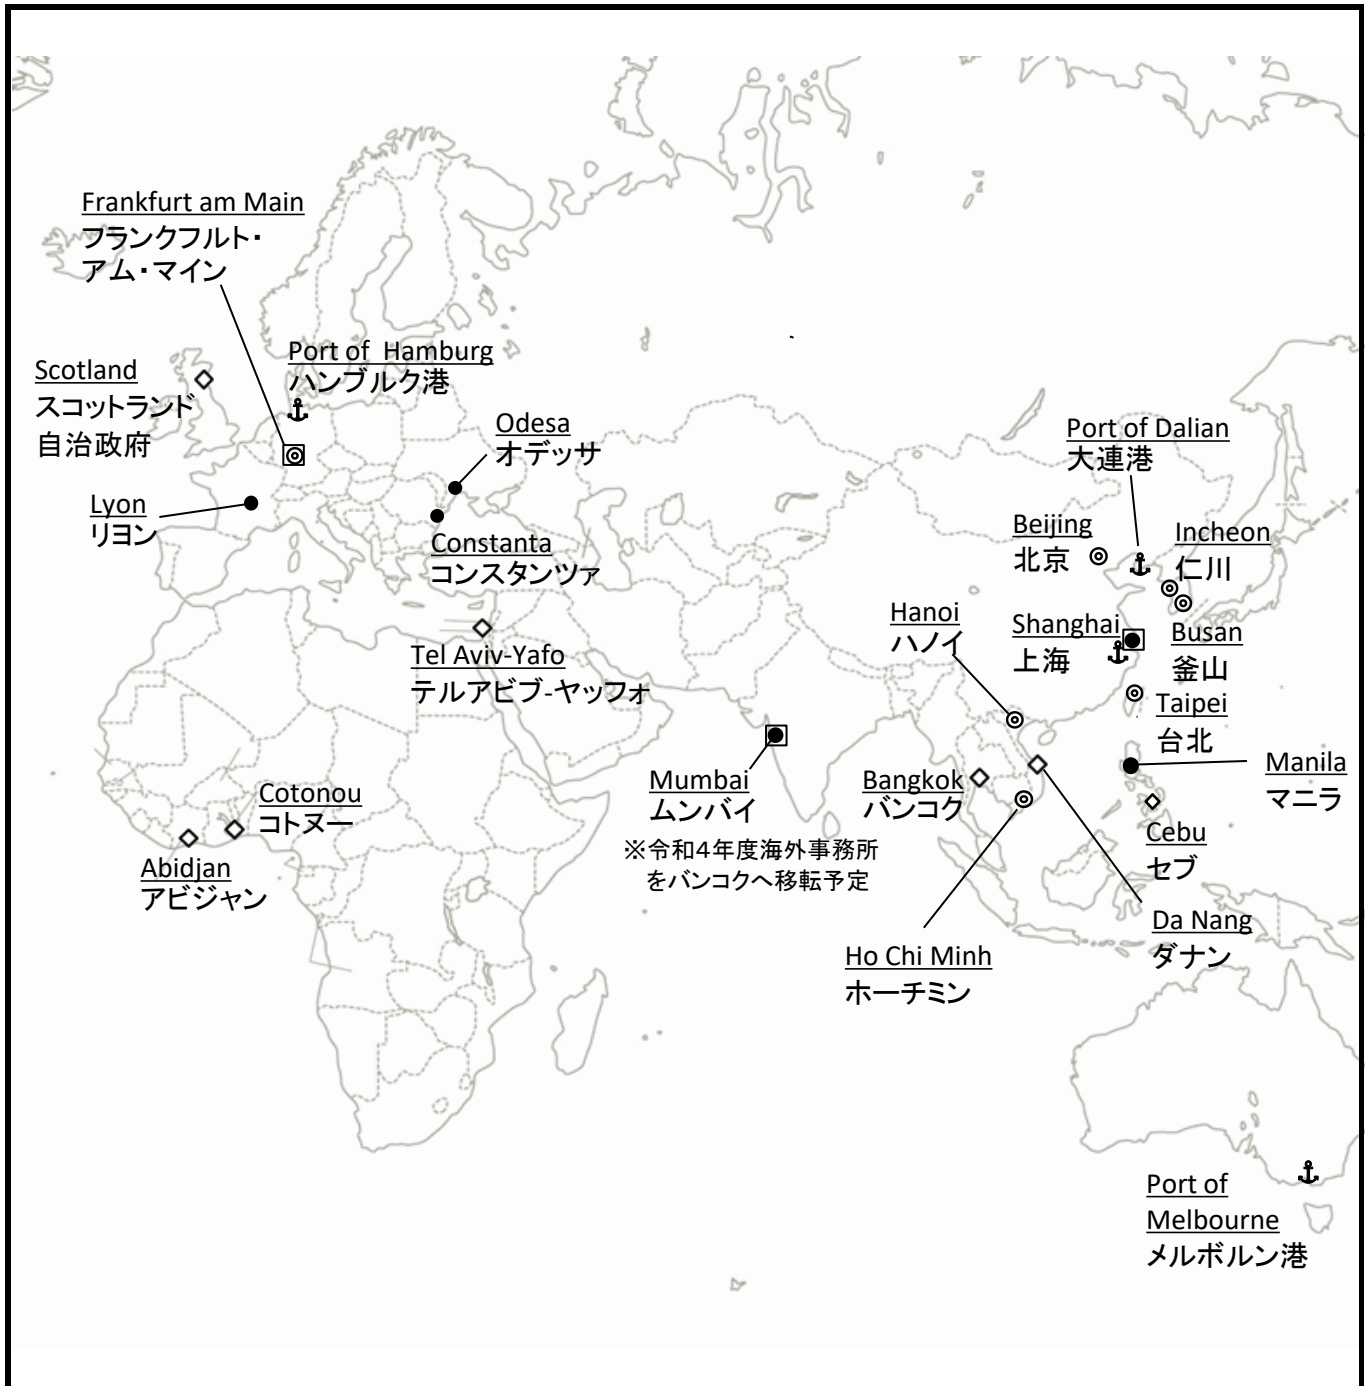 Frankfurt am Main
フランクフルト・
アム・マイン
Port of Hamburg
ハンブルク港
Scotland
スコットランド
自治政府
Odesa
オデッサ
Lyon
リヨン
Constanta
コンスタンツァ
Port of Dalian
大連港
Beijing
北京
Incheon
仁川
Hanoi
ハノイ
Shanghai
上海
Busan
釜山
Tel Aviv-Yafo
テルアビブ-ヤッフォ
Taipei
台北
Manila
マニラ
Mumbai
ムンバイ
※令和4年度海外事務所
をバンコクへ移転予定
Bangkok
バンコク
Cotonou
コトヌー
Cebu
セブ
Abidjan
アビジャン
Da Nang
ダナン
Ho Chi Minh
ホーチミン
Port of
Melbourne
メルボルン港